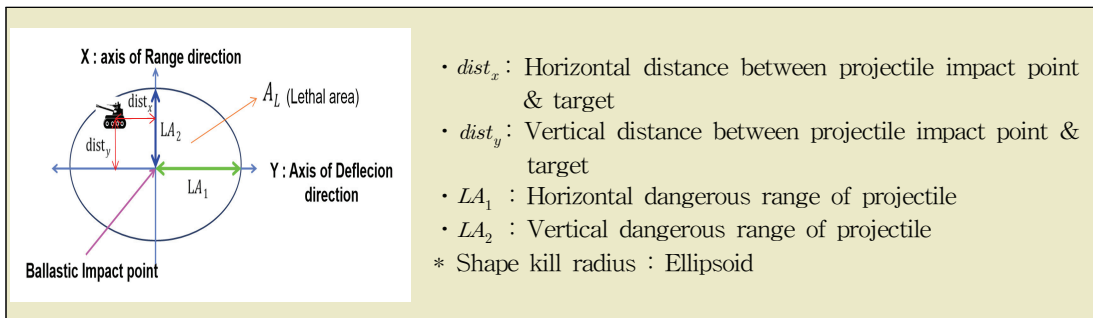 X : axis of Range direction
dist_x
A_L (Lethal area)
LA_2
dist_y
Y : Axis of Deflecion
direction
LA_1
Ballastic Impact point
· dist_x : Horizontal distance between projectile impact point
& target
· dist_y : Vertical distance between projectile impact point &
target
· LA_1 : Horizontal dangerous range of projectile
· LA_2 : Vertical dangerous range of projectile
* Shape kill radius : Ellipsoid